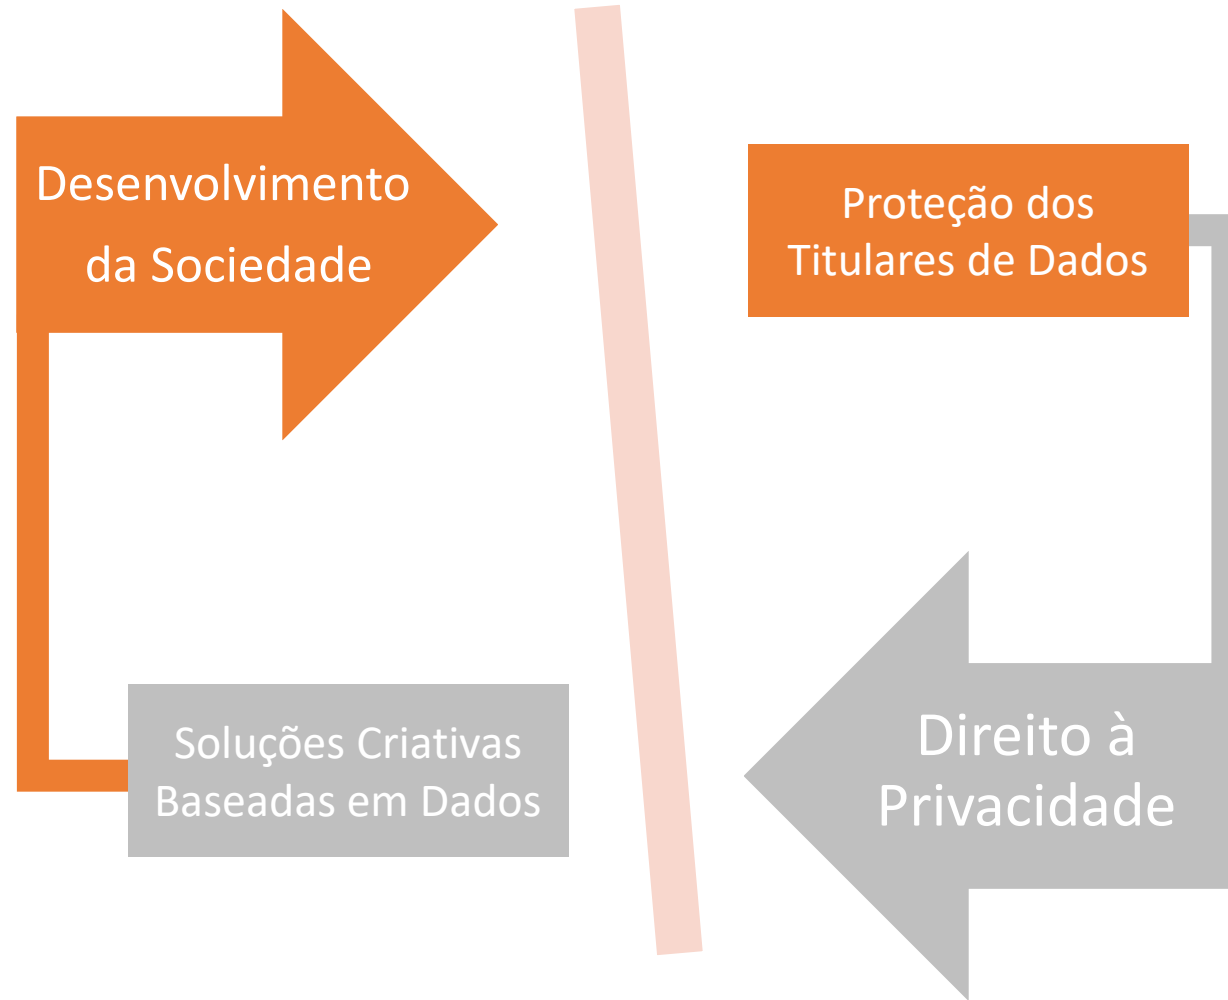 Desenvolvimento
da Sociedade
Proteção dos
Titulares de Dados
Soluções Criativas
Baseadas em Dados
Direito à
Privacidade